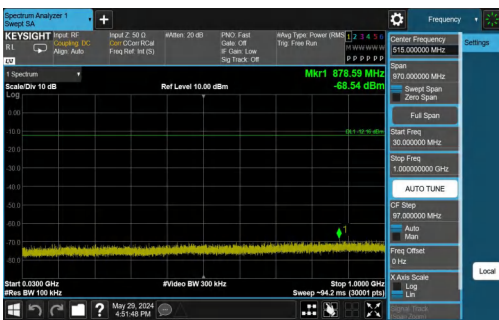 Spectrum Analyzer 1
Swept SA
Frequency
KEYSIGHT
RL
Input: RF
Coupling: DC
Align: Auto
Input Z: 50 Ω
Corr CCorr RCal
Freq Ref: Int (S)
#Atten: 20 dB
PNO: Fast
Gate: Off
IF Gain: Low
Sig Track: Off
#Avg Type: Power (RMS)
Trig: Free Run
1 2 3 4 5 6
M W W W W W
P P P P P P
LW
1 Spectrum
Scale/Div 10 dB
Log
Ref Level 10.00 dBm
Mkr1 878.59 MHz
-68.54 dBm
0.00
-10.0
-20.0
-30.0
-40.0
-50.0
-60.0
-70.0
-80.0
1
Start 0.0300 GHz
#Res BW 100 kHz
#Video BW 300 kHz
Stop 1.0000 GHz
Sweep ~94.2 ms (30001 pts)
May 29, 2024
4:51:48 PM
Center Frequency
515.000000 MHz
Span
970.000000 MHz
Swept Span
Zero Span
Full Span
Start Freq
30.000000 MHz
Stop Freq
1.000000000 GHz
AUTO TUNE
CF Step
97.000000 MHz
Auto
Man
Freq Offset
0 Hz
X Axis Scale
Log
Lin
Signal Track
Settings
Local